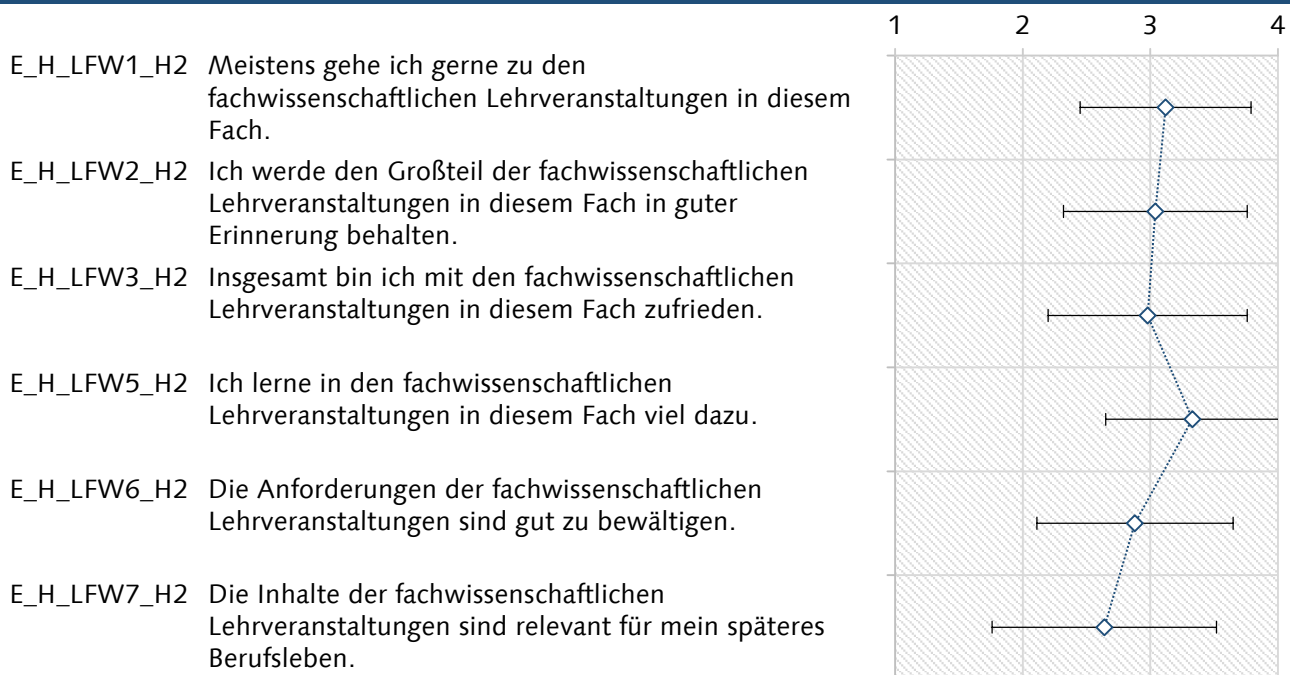 1 2 3 4
E_H_LFW1_H2 Meistens gehe ich gerne zu den
fachwissenschaftlichen Lehrveranstaltungen in diesem
Fach.
E_H_LFW2_H2 Ich werde den Großteil der fachwissenschaftlichen
Lehrveranstaltungen in diesem Fach in guter
Erinnerung behalten.
E_H_LFW3_H2 Insgesamt bin ich mit den fachwissenschaftlichen
Lehrveranstaltungen in diesem Fach zufrieden.
E_H_LFW5_H2 Ich lerne in den fachwissenschaftlichen
Lehrveranstaltungen in diesem Fach viel dazu.
E_H_LFW6_H2 Die Anforderungen der fachwissenschaftlichen
Lehrveranstaltungen sind gut zu bewältigen.
E_H_LFW7_H2 Die Inhalte der fachwissenschaftlichen
Lehrveranstaltungen sind relevant für mein späteres
Berufsleben.